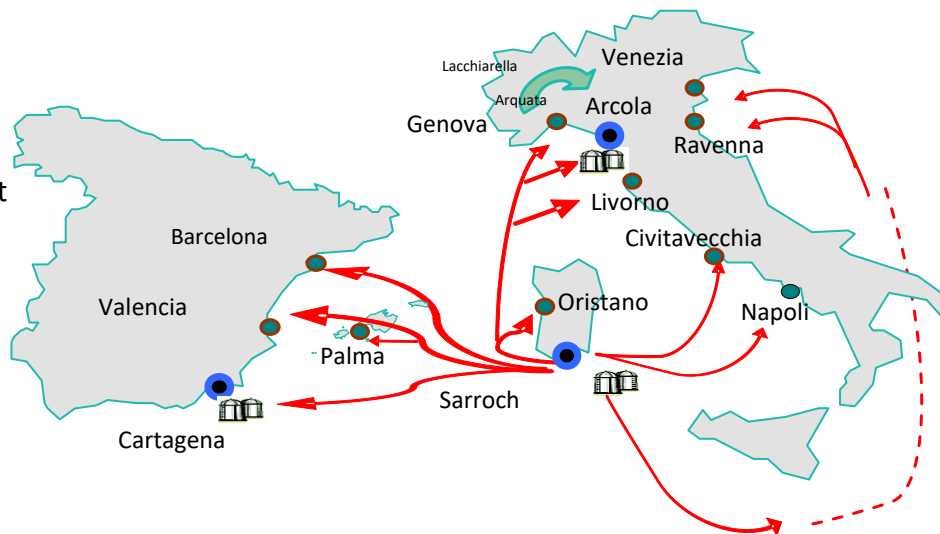 Venezia
Lacchiarella
Arquata
Arcola
Genova
Ravenna
t
Livorno
Barcelona
Civitavecchia
Valencia
Oristano
Napoli
Palma
Sarroch
Cartagena